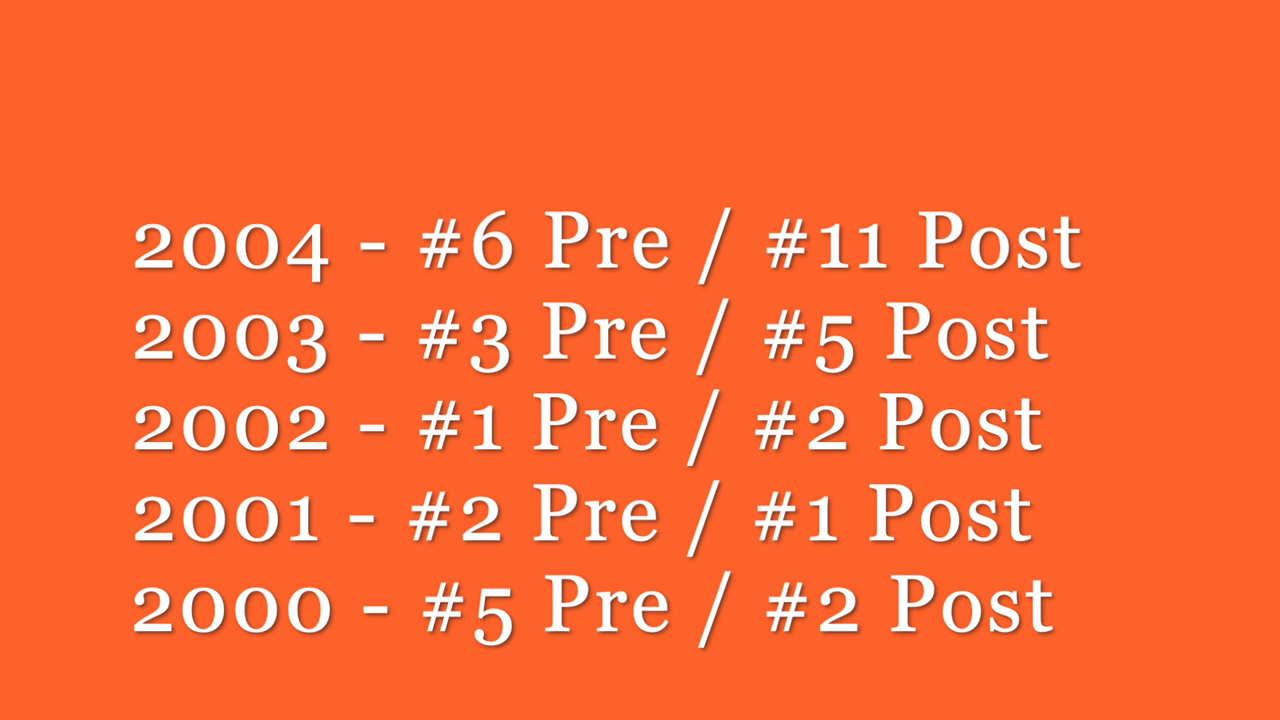 2004 - #6 Pre / #11 Post
2003 - #3 Pre / #5 Post
2002 - #1 Pre / #2 Post
2001 - #2 Pre / #1 Post
2000 - #5 Pre / #2 Post